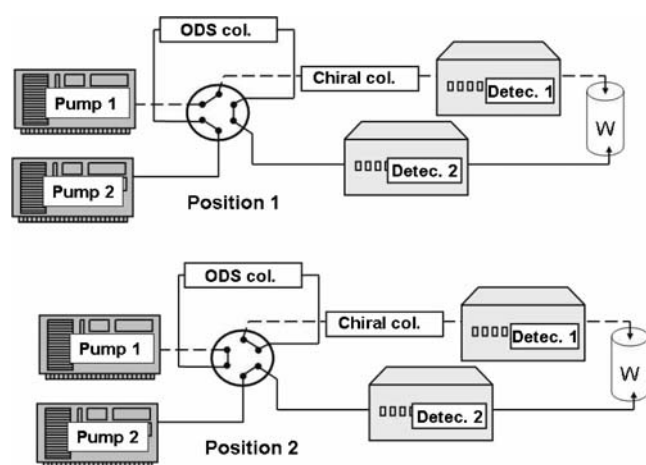 ODS col.
Chiral col.
Pump 1
Detec. 1
W
Detec. 2
Pump 2
Position 1
ODS col.
Chiral col.
Pump 1
Detec. 1
W
Detec. 2
Pump 2
Position 2